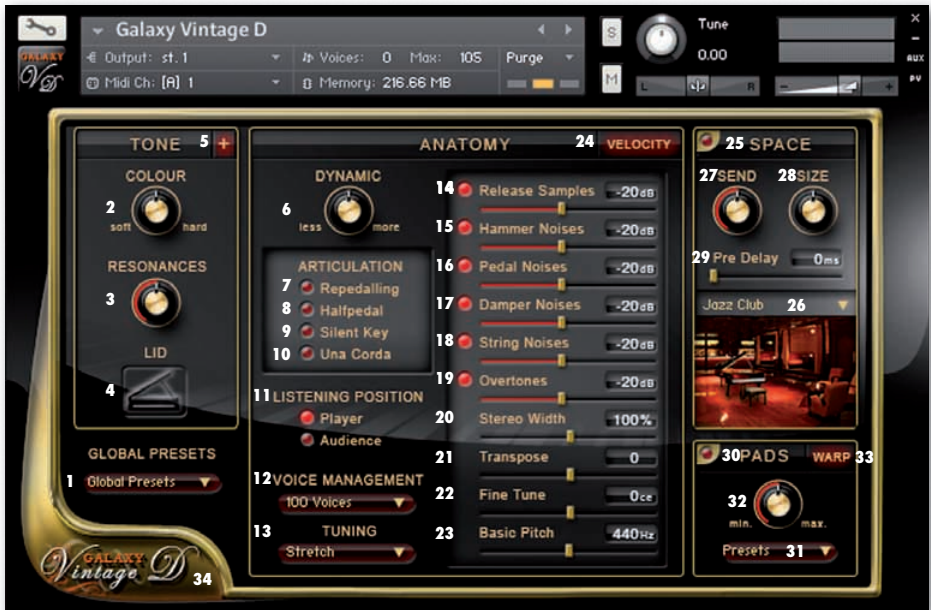 Galaxy Vintage D
S
Tune
0.00
×
-
AUX
PV
GALAXY
VD
Output: st. 1
Voices: 0 Max: 105
Purge
Midi Ch: [A] 1
Memory: 216.66 MB
M
L R
- +
TONE 5 +
COLOUR
2
soft hard
RESONANCES
3
LID
4
GLOBAL PRESETS
1 Global Presets
ANATOMY 24 VELOCITY
DYNAMIC
6
less more
ARTICULATION
7 Repedalling
8 Halfpedal
9 Silent Key
10 Una Corda
11 LISTENING POSITION
Player
Audience
12 VOICE MANAGEMENT
100 Voices
13 TUNING
Stretch
14 Release Samples -20dB
15 Hammer Noises -20dB
16 Pedal Noises -20dB
17 Damper Noises -20dB
18 String Noises -20dB
19 Overtones -20dB
20 Stereo Width 100%
21 Transpose 0
22 Fine Tune 0ce
23 Basic Pitch 440Hz
25 SPACE
27 SEND 28 SIZE
29 Pre Delay 0ms
Jazz Club 26
30 PADS WARP 33
32
min. max.
Presets 31
GALAXY
Vintage D 34